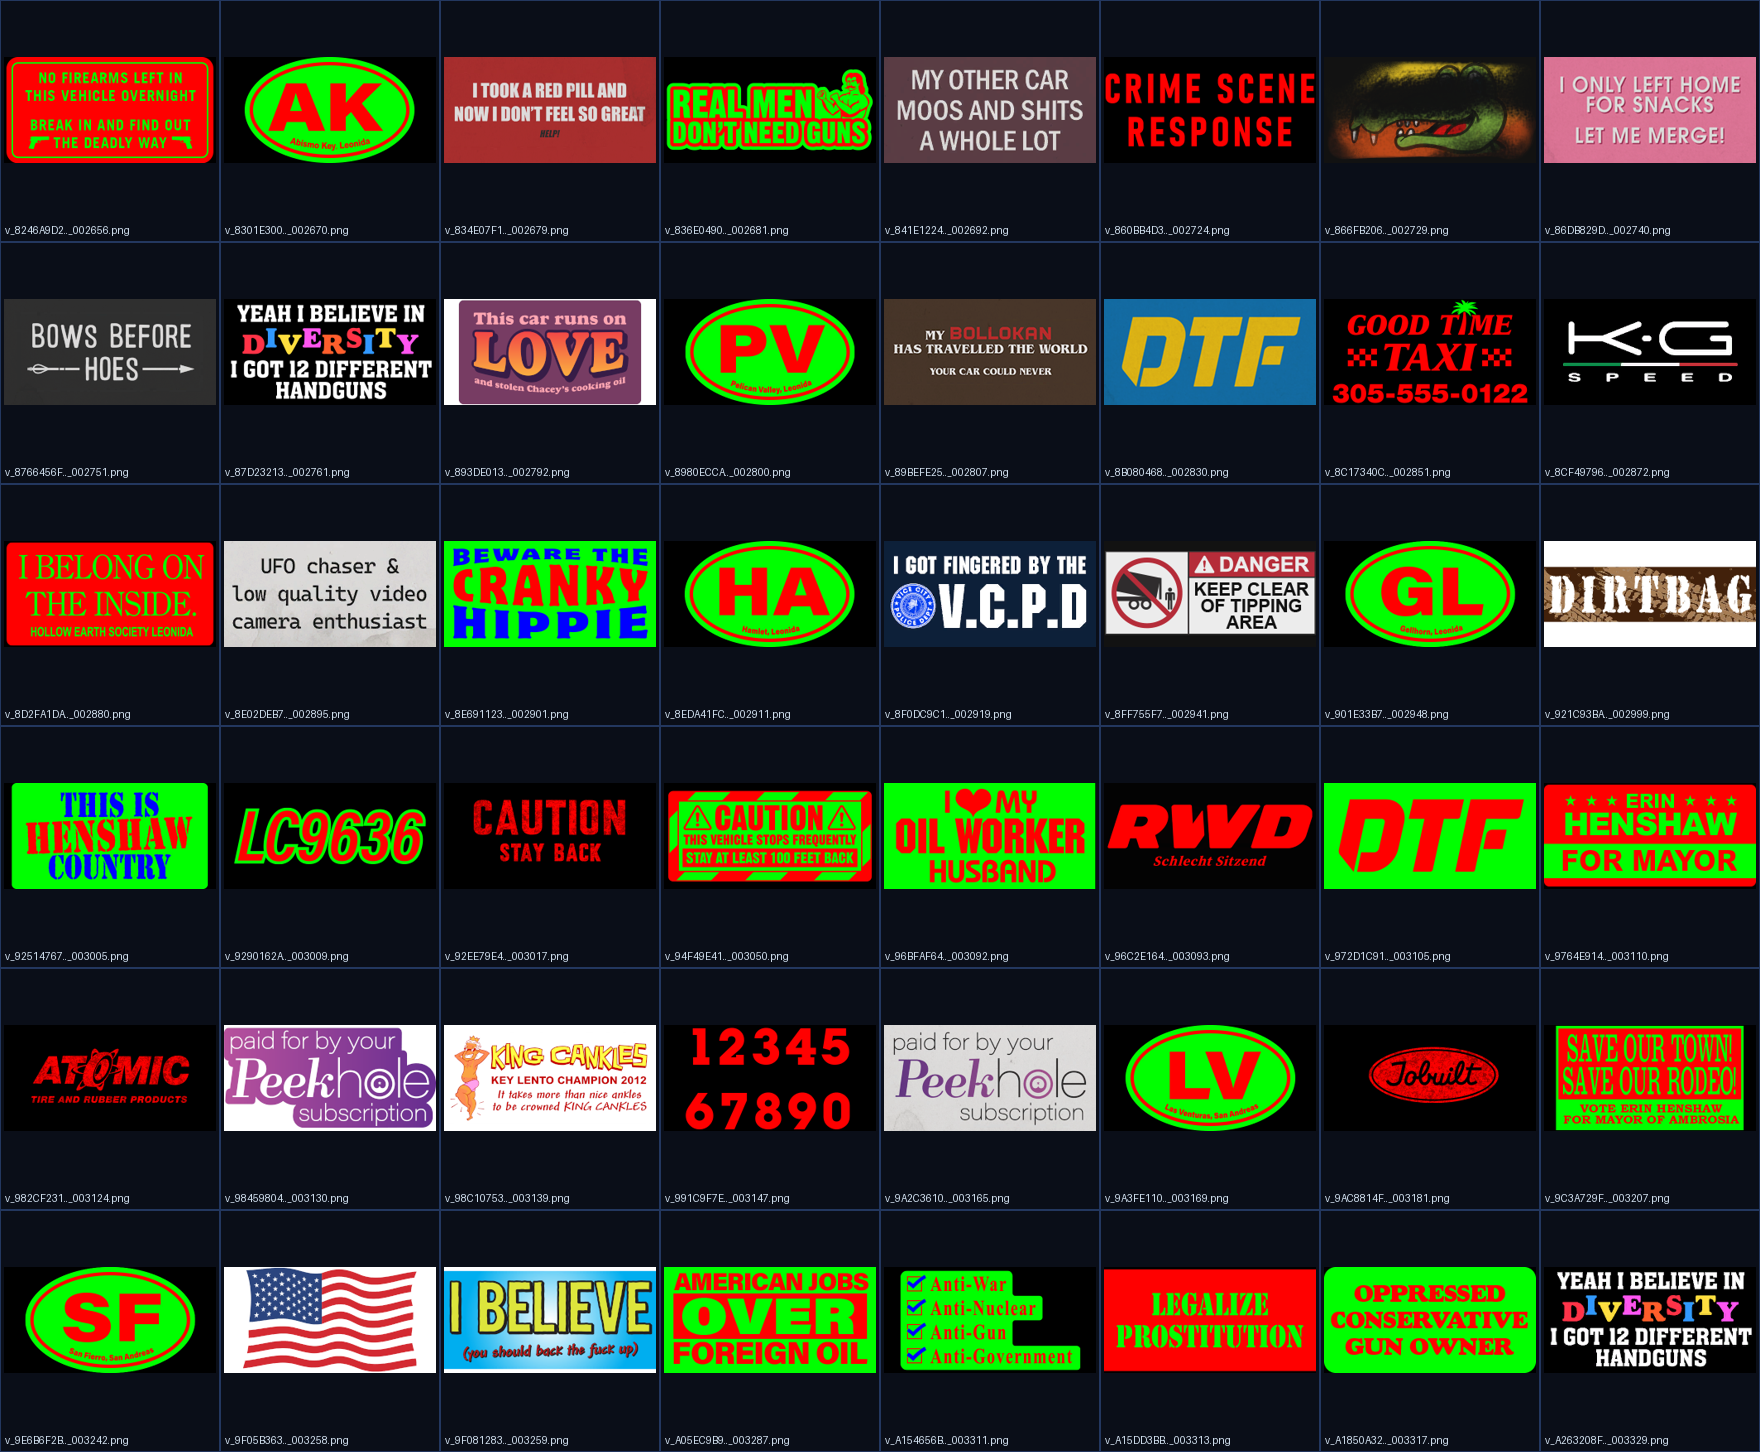 NO FIREARMS LEFT IN
THIS VEHICLE OVERNIGHT
BREAK IN AND FIND OUT
THE DEADLY WAY
v_8246A9D2.._002656.png
AK
Abismo Key, Leonida
v_8301E300.._002670.png
I TOOK A RED PILL AND
NOW I DON'T FEEL SO GREAT
HELP!
v_834E07F1.._002679.png
REAL MEN
DON'T NEED GUNS
v_836E0490.._002681.png
MY OTHER CAR
MOOS AND SHITS
A WHOLE LOT
v_841E1224.._002692.png
CRIME SCENE
RESPONSE
v_860BB4D3.._002724.png
v_866FB206.._002729.png
I ONLY LEFT HOME
FOR SNACKS
LET ME MERGE!
v_86DB829D.._002740.png
BOWS BEFORE
HOES
v_8766456F.._002751.png
YEAH I BELIEVE IN
DIVERSITY
I GOT 12 DIFFERENT
HANDGUNS
v_87D23213.._002761.png
This car runs on
LOVE
and stolen Chacey's cooking oil
v_893DE013.._002792.png
PV
Pelican Valley, Leonida
v_8980ECCA.._002800.png
MY BOLLOKAN
HAS TRAVELLED THE WORLD
YOUR CAR COULD NEVER
v_89BEFE25.._002807.png
DTF
v_8B080468.._002830.png
GOOD TIME
TAXI
305-555-0122
v_8C17340C.._002851.png
K-G
SPEED
v_8CF49796.._002872.png
I BELONG ON
THE INSIDE.
HOLLOW EARTH SOCIETY LEONIDA
v_8D2FA1DA.._002880.png
UFO chaser &
low quality video
camera enthusiast
v_8E02DEB7.._002895.png
BEWARE THE
CRANKY
HIPPIE
v_8E691123.._002901.png
HA
Hamlet, Leonida
v_8EDA41FC.._002911.png
I GOT FINGERED BY THE
VICE CITY
POLICE DEPT
V.C.P.D
v_8F0DC9C1.._002919.png
DANGER
KEEP CLEAR
OF TIPPING
AREA
v_8FF755F7.._002941.png
GL
Gellhorn, Leonida
v_901E33B7.._002948.png
DIRTBAG
v_921C93BA.._002999.png
THIS IS
HENSHAW
COUNTRY
v_92514767.._003005.png
LC9636
v_9290162A.._003009.png
CAUTION
STAY BACK
v_92EE79E4.._003017.png
CAUTION
THIS VEHICLE STOPS FREQUENTLY
STAY AT LEAST 100 FEET BACK
v_94F49E41.._003050.png
I MY
OIL WORKER
HUSBAND
v_96BFAF64.._003092.png
RWD
Schlecht Sitzend
v_96C2E164.._003093.png
DTF
v_972D1C91.._003105.png
ERIN
HENSHAW
FOR MAYOR
v_9764E914.._003110.png
ATOMIC
TIRE AND RUBBER PRODUCTS
v_982CF231.._003124.png
paid for by your
Peekhole
subscription
v_98459804.._003130.png
KING CANKLES
KEY LENTO CHAMPION 2012
It takes more than nice ankles
to be crowned KING CANKLES
v_98C10753.._003139.png
12345
67890
v_991C9F7E.._003147.png
paid for by your
Peekhole
subscription
v_9A2C3610.._003165.png
LV
Las Venturas, San Andreas
v_9A3FE110.._003169.png
Jobuilt
v_9AC8814F.._003181.png
SAVE OUR TOWN!
SAVE OUR RODEO!
VOTE ERIN HENSHAW
FOR MAYOR OF AMBROSIA
v_9C3A729F.._003207.png
SF
San Fierro, San Andreas
v_9E6B6F2B.._003242.png
v_9F05B363.._003258.png
I BELIEVE
(you should back the fuck up)
v_9F081283.._003259.png
AMERICAN JOBS
OVER
FOREIGN OIL
v_A05EC9B9.._003287.png
Anti-War
Anti-Nuclear
Anti-Gun
Anti-Government
v_A154656B.._003311.png
LEGALIZE
PROSTITUTION
v_A15DD3BB.._003313.png
OPPRESSED
CONSERVATIVE
GUN OWNER
v_A1850A32.._003317.png
YEAH I BELIEVE IN
DIVERSITY
I GOT 12 DIFFERENT
HANDGUNS
v_A263208F.._003329.png